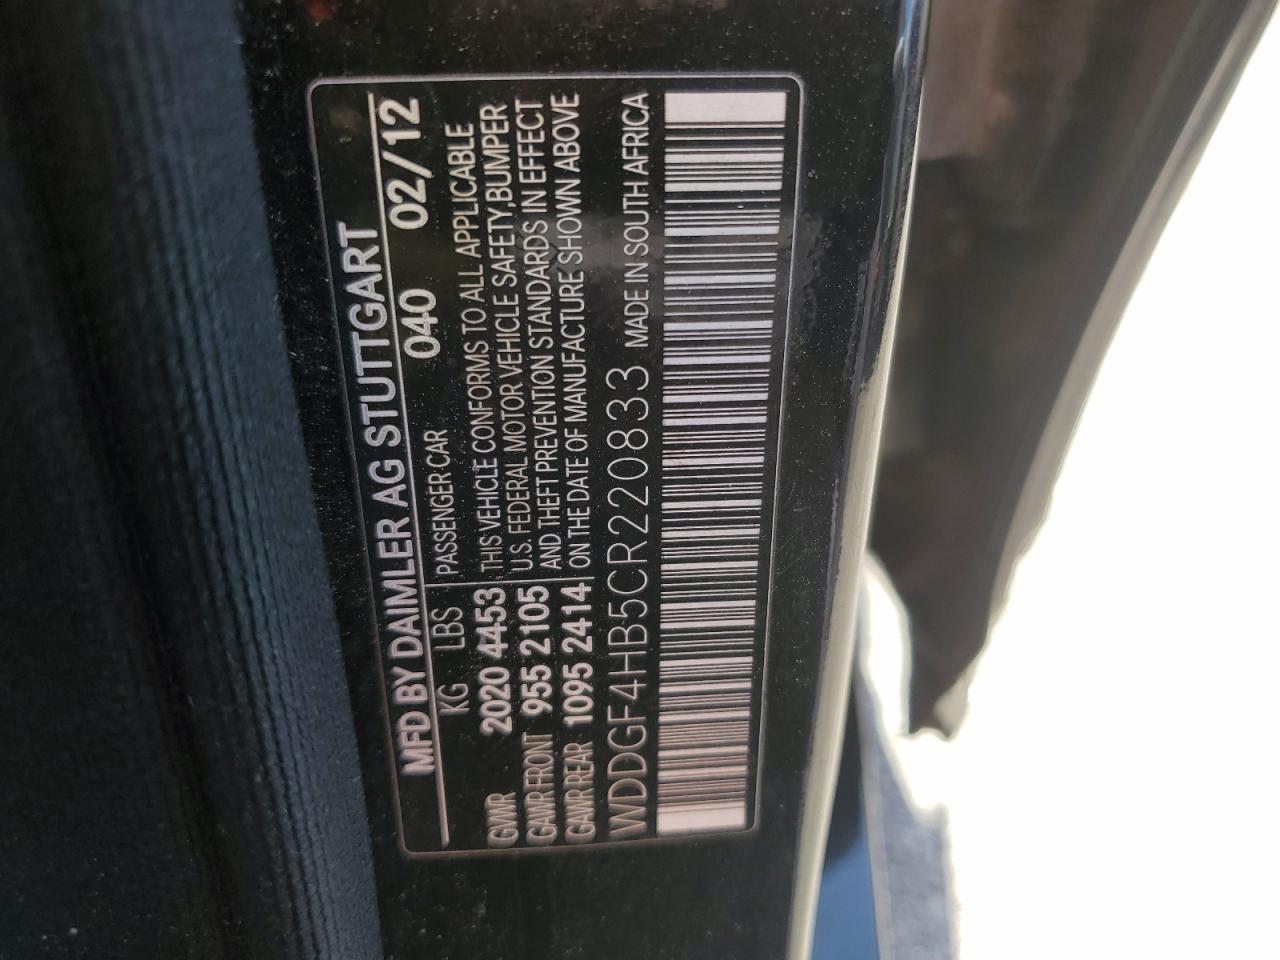 MFD BY DAIMLER AG STUTTGART
040 02/12
KG LBS PASSENGER CAR
GVWR 2020 4453
GAWR FRONT 955 2105
GAWR REAR 1095 2414
THIS VEHICLE CONFORMS TO ALL APPLICABLE
U.S. FEDERAL MOTOR VEHICLE SAFETY,BUMPER
AND THEFT PREVENTION STANDARDS IN EFFECT
ON THE DATE OF MANUFACTURE SHOWN ABOVE
WDDGF4HB5CR220833 MADE IN SOUTH AFRICA